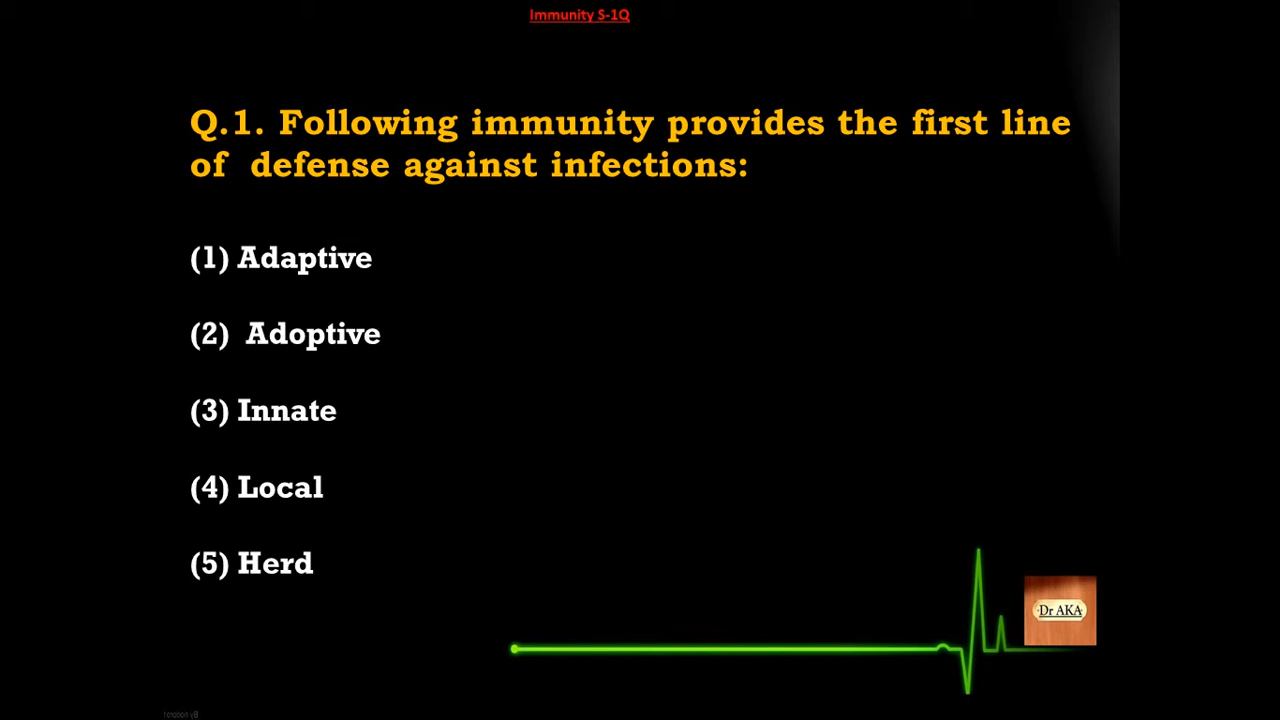 Immunity S-1Q
Q.1. Following immunity provides the first line
of defense against infections:
(1) Adaptive
(2) Adoptive
(3) Innate
(4) Local
(5) Herd
Dr AKA